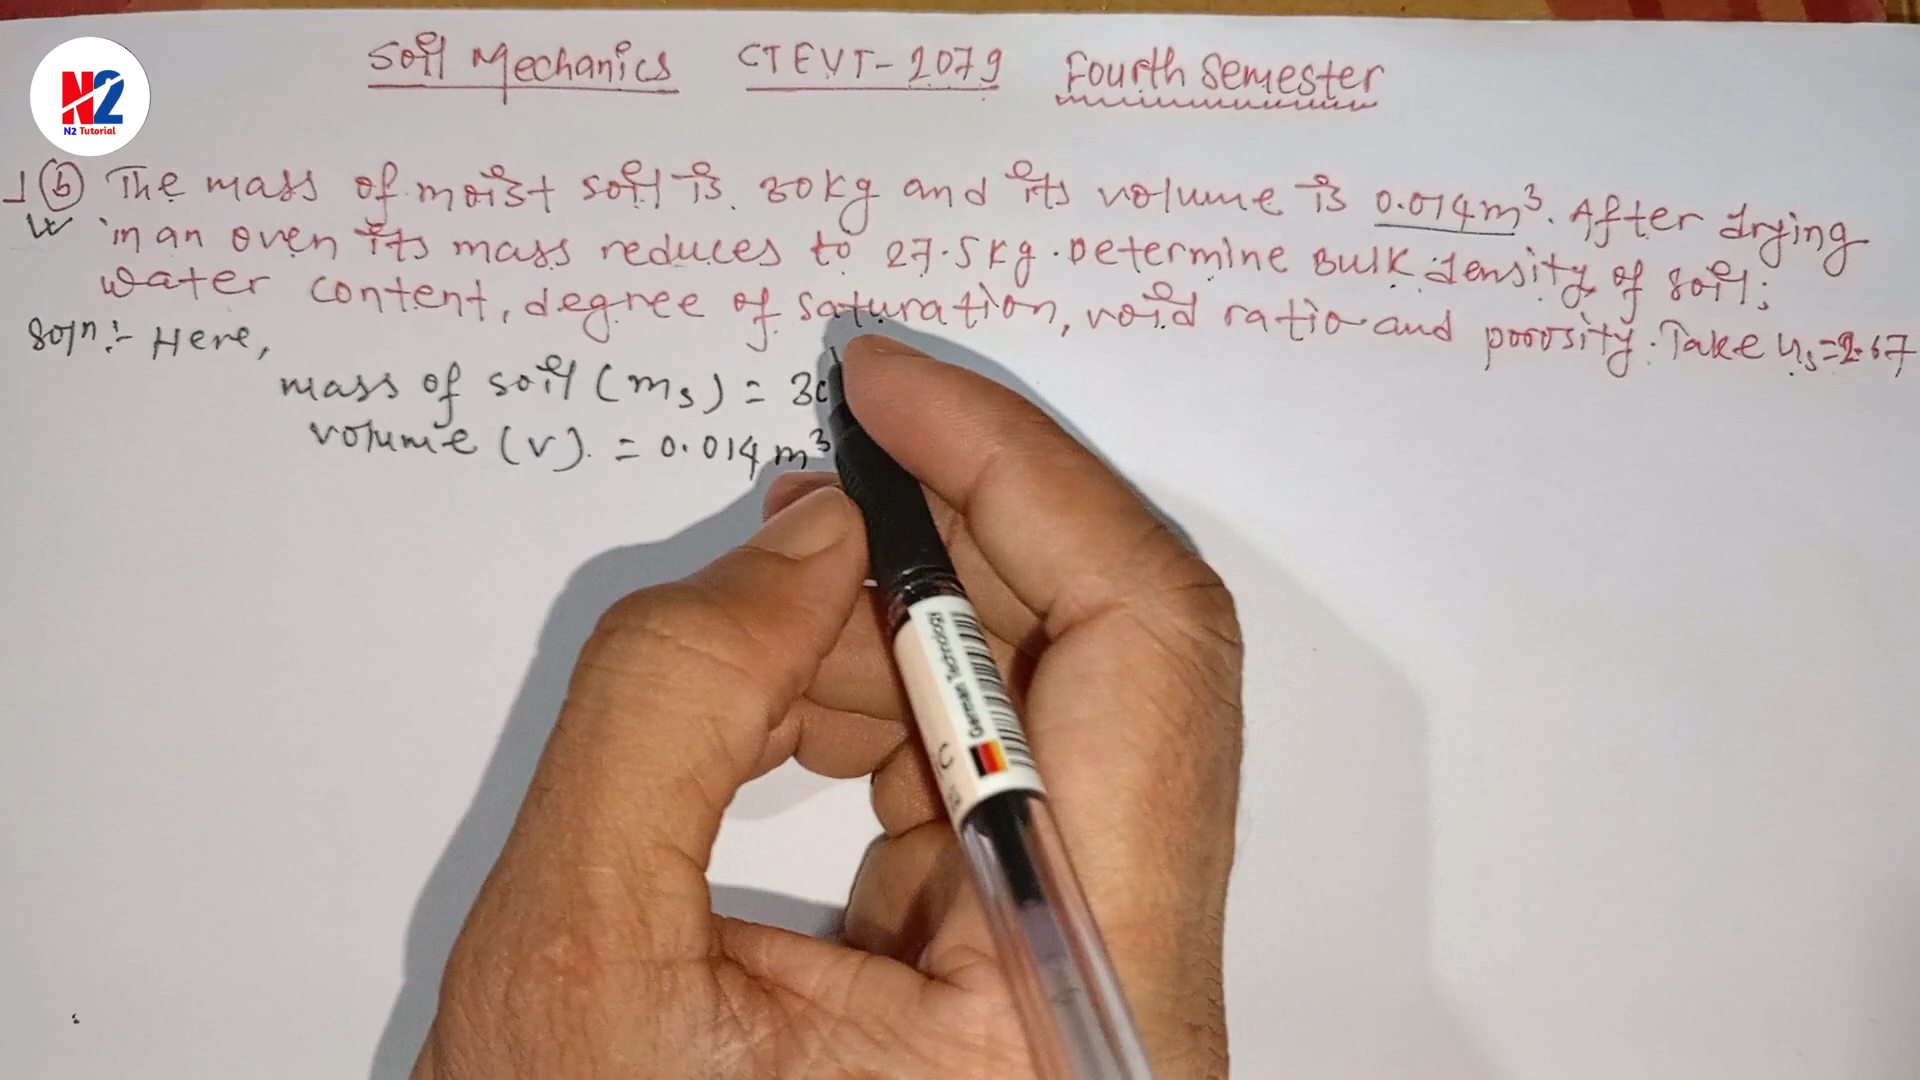 N2
N2 Tutorial
Soil Mechanics CTEVT-2079 Fourth Semester
1 (b) The mass of moist soil is 30kg and its volume is 0.014m³. After drying
in an oven its mass reduces to 27.5kg. Determine Bulk density of soil;
water content, degree of saturation, void ratio and porosity. Take Gs=2.67
Soln:- Here,
mass of soil (ms) = 30
volume (v) = 0.014 m³
German Technology